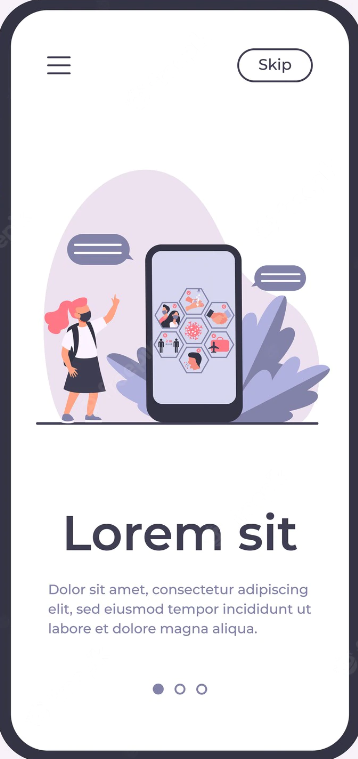 Skip
Lorem sit
Dolor sit amet, consectetur adipiscing
elit, sed eiusmod tempor incididunt ut
labore et dolore magna aliqua.